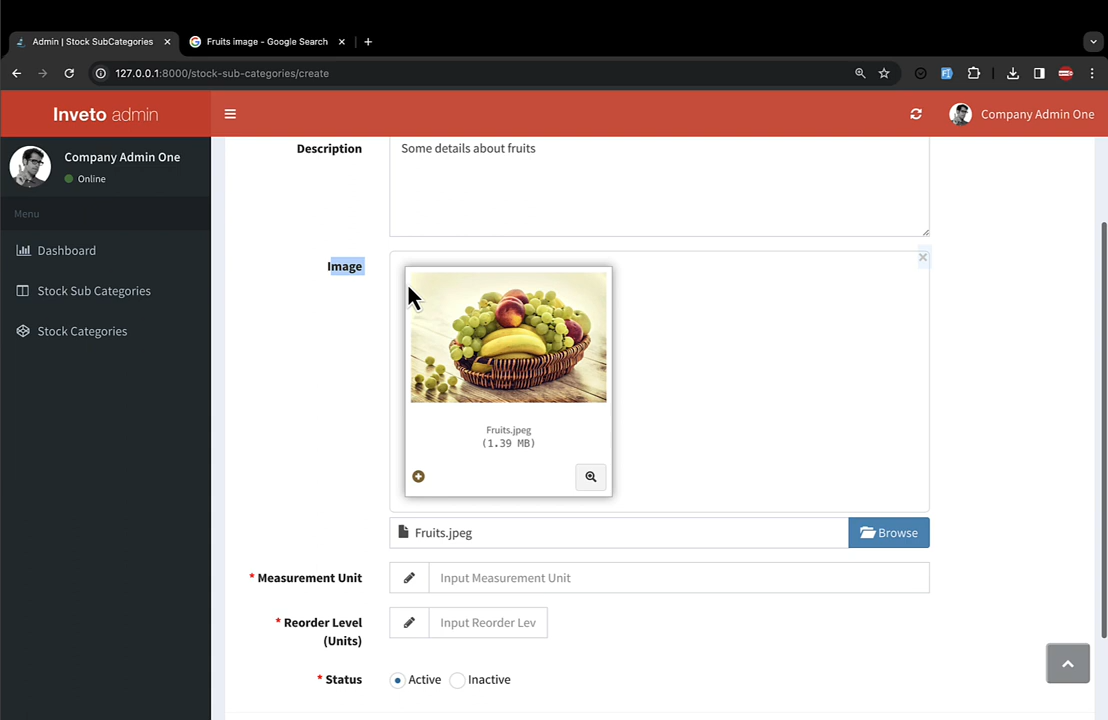 Admin | Stock SubCategories
Fruits image - Google Search
127.0.0.1:8000/stock-sub-categories/create
Inveto admin
Company Admin One
Company Admin One
Online
Menu
Dashboard
Stock Sub Categories
Stock Categories
Description
Some details about fruits
Image
Fruits.jpeg
(1.39 MB)
Fruits.jpeg
Browse
* Measurement Unit
Input Measurement Unit
* Reorder Level
(Units)
Input Reorder Lev
* Status
Active
Inactive